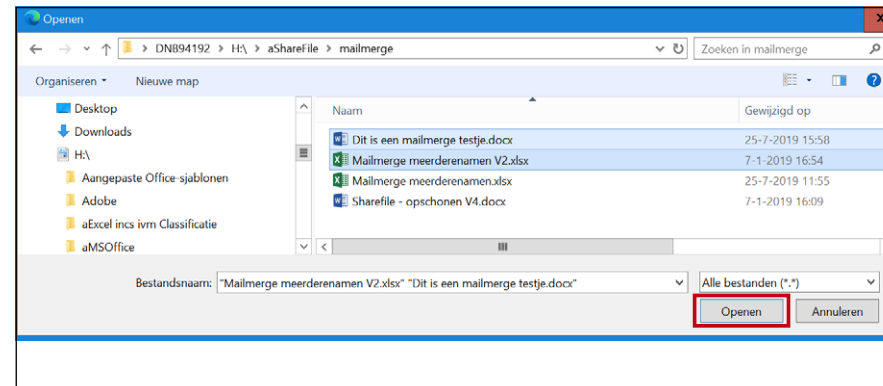 Openen
x
> DNB94192 > H:\ > aShareFile > mailmerge
Zoeken in mailmerge
Organiseren
Nieuwe map
?
Desktop
Downloads
H:\
Aangepaste Office-sjablonen
Adobe
aExcel incs ivm Classificatie
aMSOffice
Naam
Gewijzigd op
Dit is een mailmerge testje.docx 25-7-2019 15:58
Mailmerge meerderenamen V2.xlsx 7-1-2019 16:54
Mailmerge meerderenamen.xlsx 25-7-2019 11:55
Sharefile - opschonen V4.docx 7-1-2019 16:09
Bestandsnaam: "Mailmerge meerderenamen V2.xlsx" "Dit is een mailmerge testje.docx"
Alle bestanden (*.*)
Openen
Annuleren